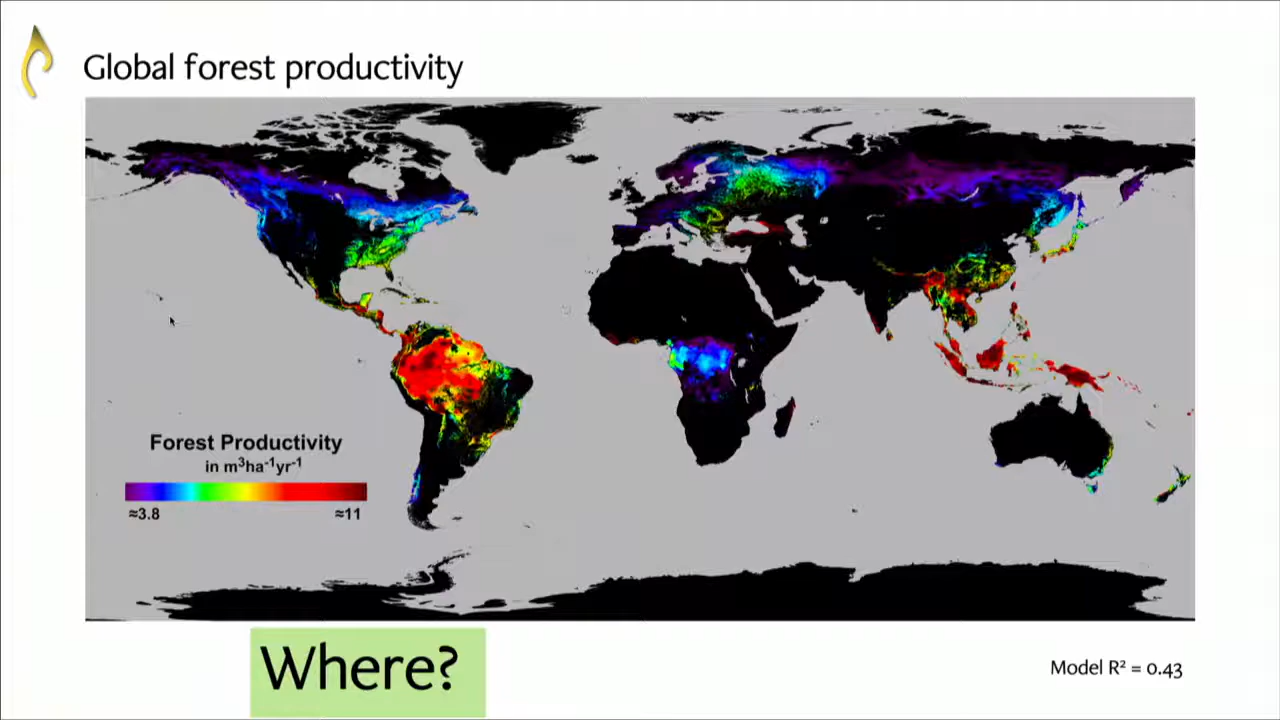 Global forest productivity
Forest Productivity
in m³ha⁻¹yr⁻¹
≈3.8 ≈11
Where?
Model R² = 0.43